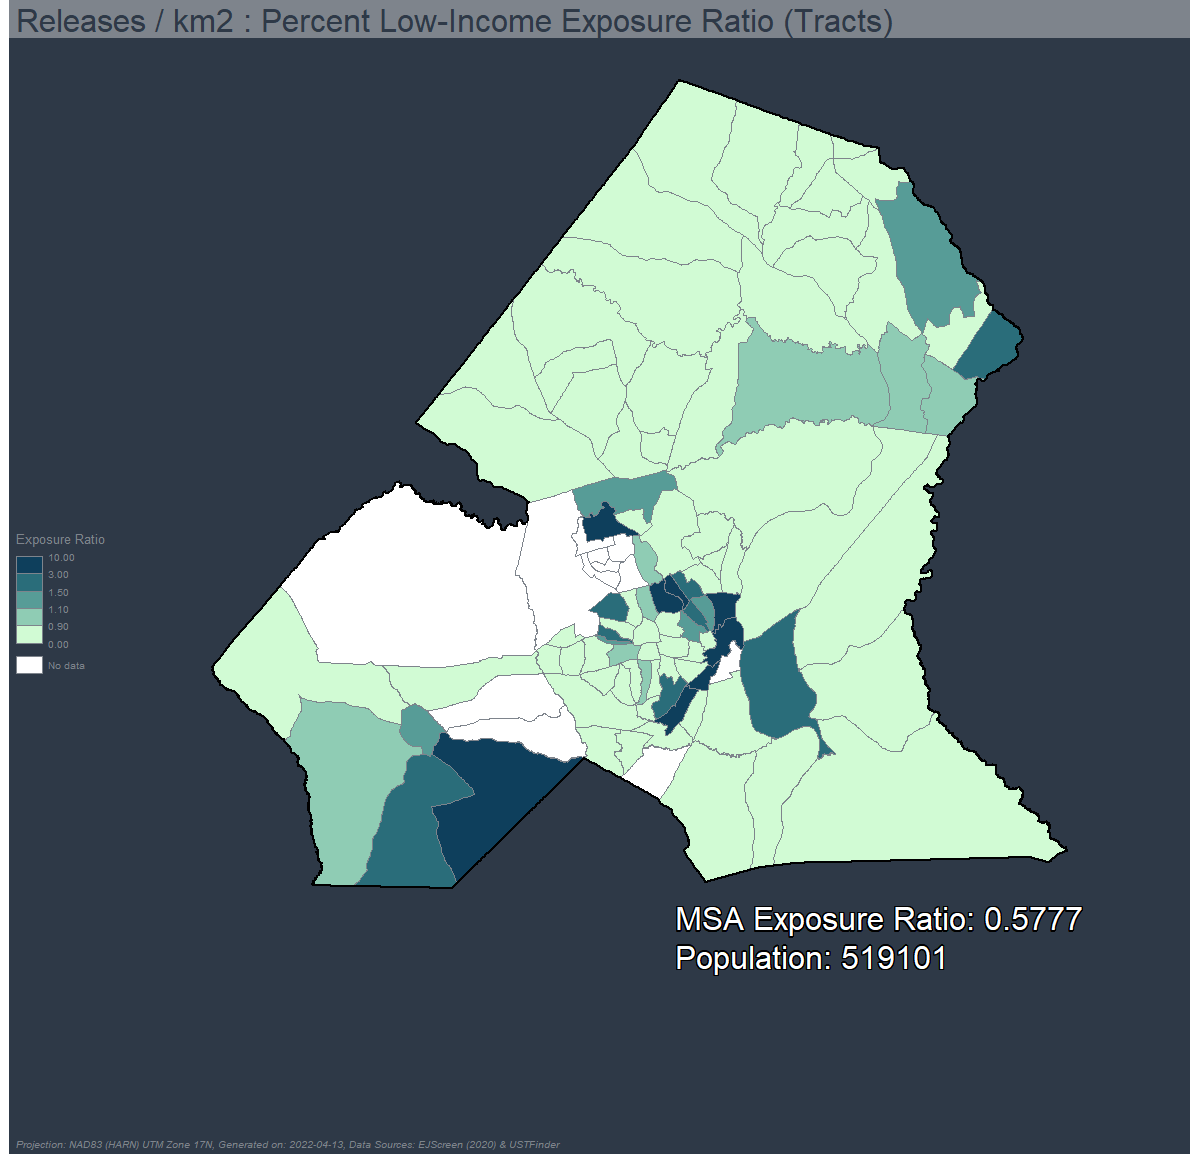 Releases / km2 : Percent Low-Income Exposure Ratio (Tracts)
Exposure Ratio
10.00
3.00
1.50
1.10
0.90
0.00
No data
MSA Exposure Ratio: 0.5777
Population: 519101
Projection: NAD83 (HARN) UTM Zone 17N, Generated on: 2022-04-13, Data Sources: EJScreen (2020) & USTFinder